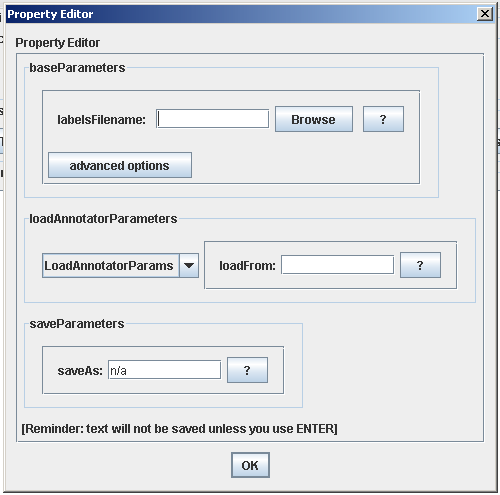 Property Editor
Property Editor
baseParameters
labelsFilename: Browse ?
advanced options
loadAnnotatorParameters
LoadAnnotatorParams loadFrom: ?
saveParameters
saveAs: n/a ?
[Reminder: text will not be saved unless you use ENTER]
OK